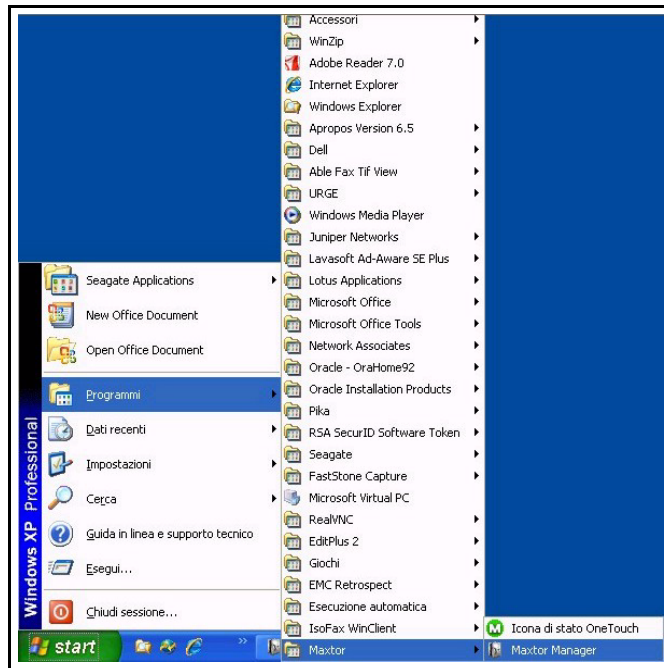 Accessori
WinZip
Adobe Reader 7.0
Internet Explorer
Windows Explorer
Apropos Version 6.5
Dell
Able Fax Tif View
URGE
Windows Media Player
Juniper Networks
Lavasoft Ad-Aware SE Plus
Lotus Applications
Microsoft Office
Microsoft Office Tools
Network Associates
Oracle - OraHome92
Oracle Installation Products
Pika
RSA SecurID Software Token
Seagate
FastStone Capture
Microsoft Virtual PC
RealVNC
EditPlus 2
Giochi
EMC Retrospect
Esecuzione automatica
IsoFax WinClient
Maxtor
Icona di stato OneTouch
Maxtor Manager
Seagate Applications
New Office Document
Open Office Document
Programmi
Dati recenti
Impostazioni
Cerca
Guida in linea e supporto tecnico
Esegui...
Chiudi sessione...
Windows XP Professional
start